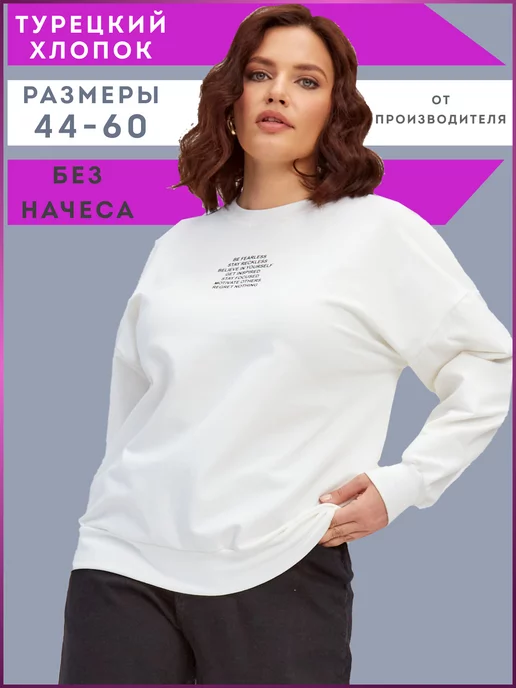 ТУРЕЦКИЙ
ХЛОПОК
РАЗМЕРЫ
44-60
ОТ
ПРОИЗВОДИТЕЛЯ
БЕЗ
НАЧЕСА
BE FEARLESS
STAY RECKLESS
BELIEVE IN YOURSELF
GET INSPIRED
STAY FOCUSED
MOTIVATE OTHERS
REGRET NOTHING